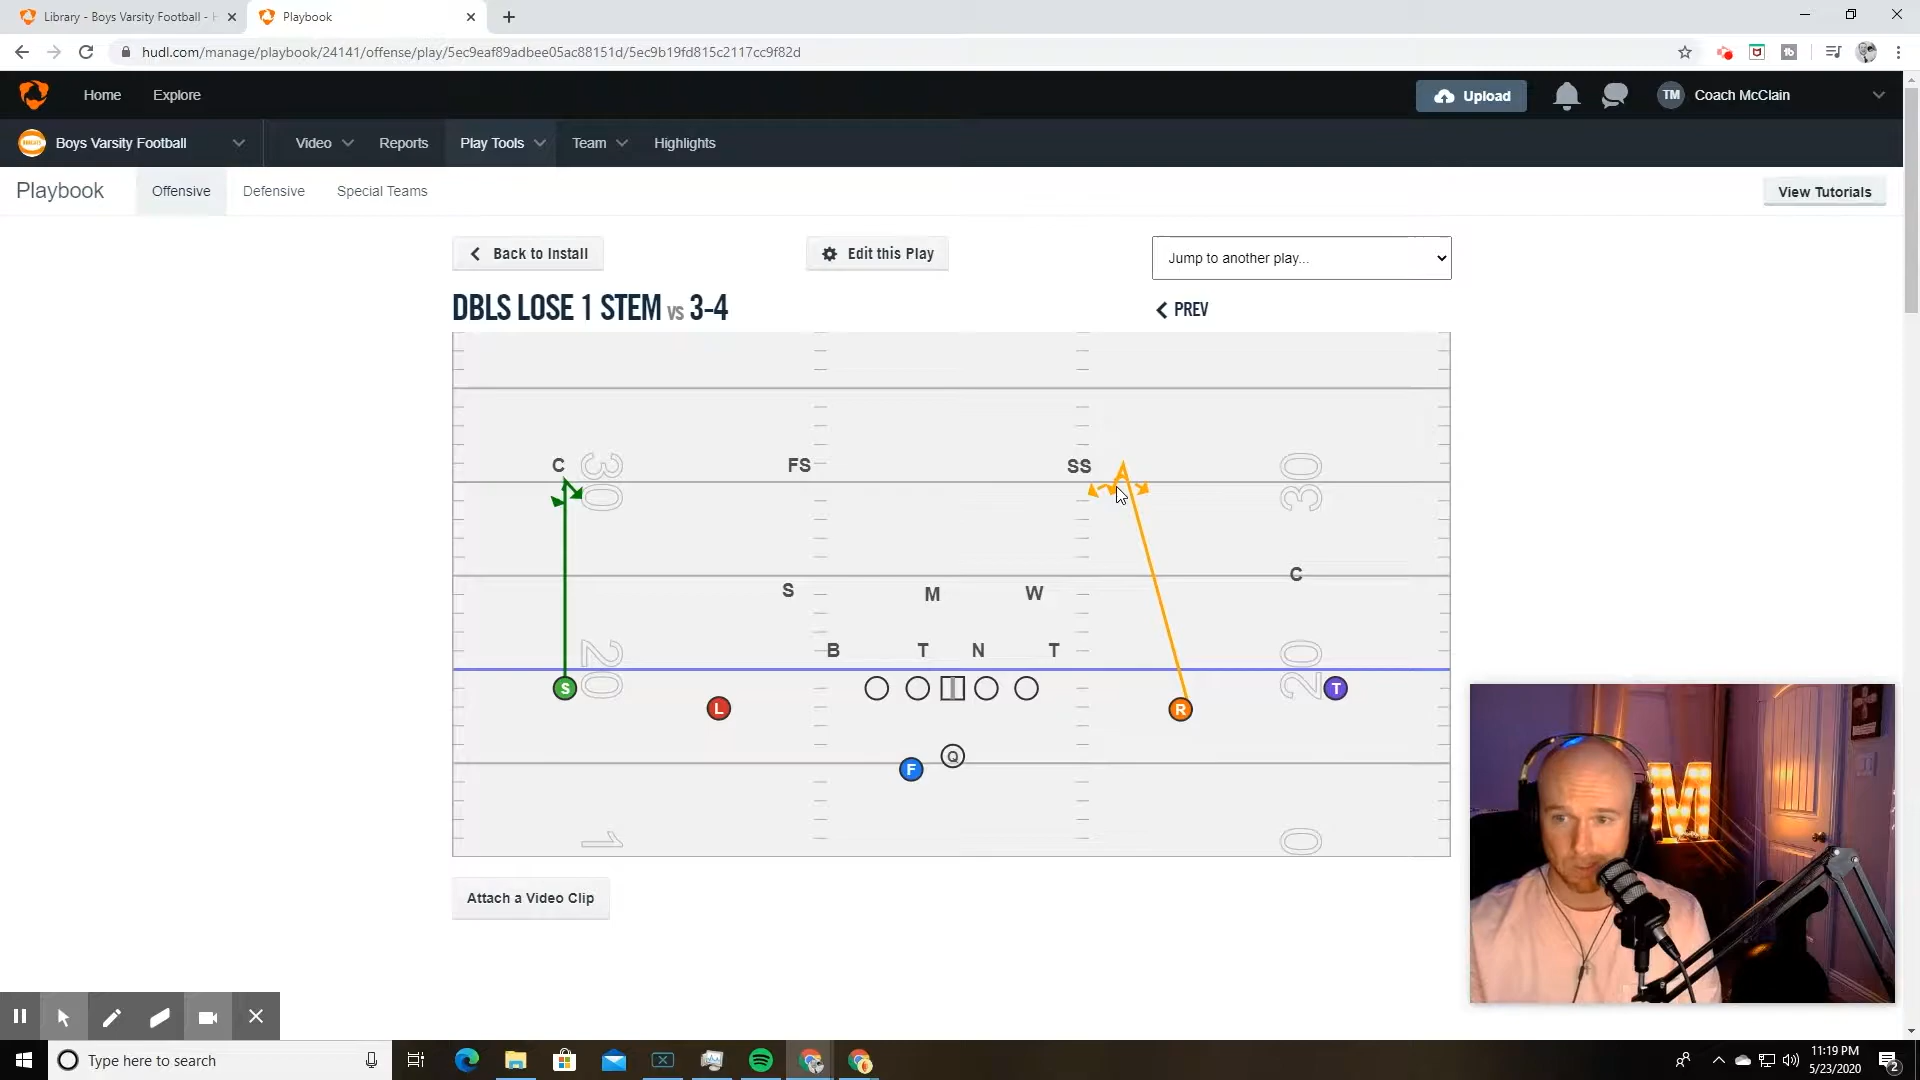 Library - Boys Varsity Football -
Playbook
hudl.com/manage/playbook/24141/offense/play/5ec9eaf89adbee05ac88151d/5ec9b19fd815c2117cc9f82d
Home
Explore
Upload
TM
Coach McClain
Boys Varsity Football
Video
Reports
Play Tools
Team
Highlights
Playbook
Offensive
Defensive
Special Teams
View Tutorials
Back to Install
Edit this Play
Jump to another play...
DBLS LOSE 1 STEM vs 3-4
PREV
C
30
FS
SS
30
C
S
M
W
20
B
T
N
T
20
S
L
R
T
F
Q
1
0
Attach a Video Clip
M
Type here to search
11:19 PM
5/23/2020
2